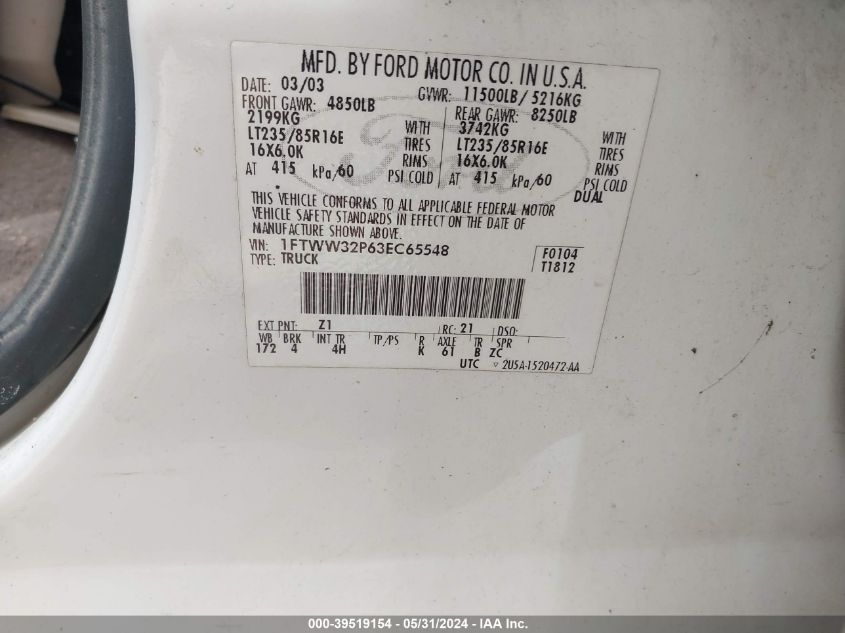 MFD. BY FORD MOTOR CO. IN U.S.A.
DATE: 03/03 GVWR: 11500LB/ 5216KG
FRONT GAWR: 4850LB REAR GAWR: 8250LB
2199KG WITH 3742KG WITH
LT235/85R16E TIRES LT235/85R16E TIRES
16X6.0K RIMS 16X6.0K RIMS
AT 415 kPa/60 PSI COLD AT 415 kPa/60 PSI COLD
DUAL
THIS VEHICLE CONFORMS TO ALL APPLICABLE FEDERAL MOTOR
VEHICLE SAFETY STANDARDS IN EFFECT ON THE DATE OF
MANUFACTURE SHOWN ABOVE.
VIN: 1FTWW32P63EC65548 F0104
TYPE: TRUCK T1812
EXT PNT: Z1 RC: 21 DSO:
WB BRK INT TR TP/PS R AXLE TR SPR
172 4 4H K 61 B ZC
UTC 2U5A-1520472-AA
000-39519154 - 05/31/2024 - IAA Inc.